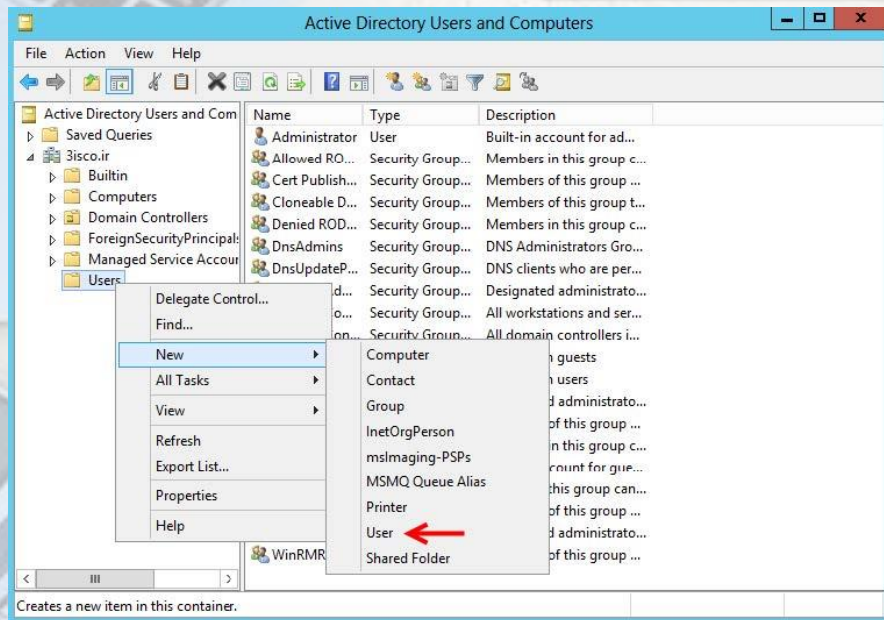 Active Directory Users and Computers
File Action View Help
Active Directory Users and Com
Saved Queries
3isco.ir
Builtin
Computers
Domain Controllers
ForeignSecurityPrincipals
Managed Service Accour
Users
Name Type Description
Administrator User Built-in account for ad...
Allowed RO... Security Group... Members in this group c...
Cert Publish... Security Group... Members of this group ...
Cloneable D... Security Group... Members of this group t...
Denied ROD... Security Group... Members in this group c...
DnsAdmins Security Group... DNS Administrators Gro...
DnsUpdateP... Security Group... DNS clients who are per...
d... Security Group... Designated administrato...
o... Security Group... All workstations and ser...
on... Security Group... All domain controllers i...
guests
users
d administrato...
of this group ...
in this group c...
count for gue...
this group can...
of this group ...
d administrato...
WinRMR of this group ...
Delegate Control...
Find...
New
All Tasks
View
Refresh
Export List...
Properties
Help
Computer
Contact
Group
InetOrgPerson
msImaging-PSPs
MSMQ Queue Alias
Printer
User
Shared Folder
Creates a new item in this container.